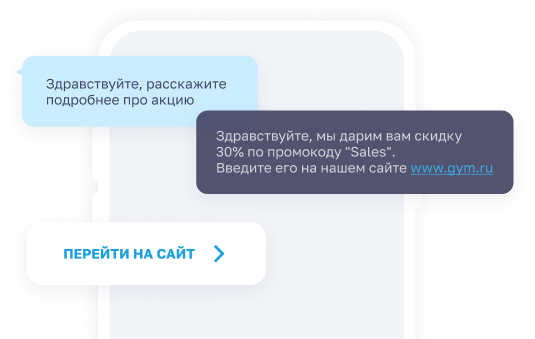 Здравствуйте, расскажите
подробнее про акцию
Здравствуйте, мы дарим вам скидку
30% по промокоду "Sales".
Введите его на нашем сайте www.gym.ru
ПЕРЕЙТИ НА САЙТ